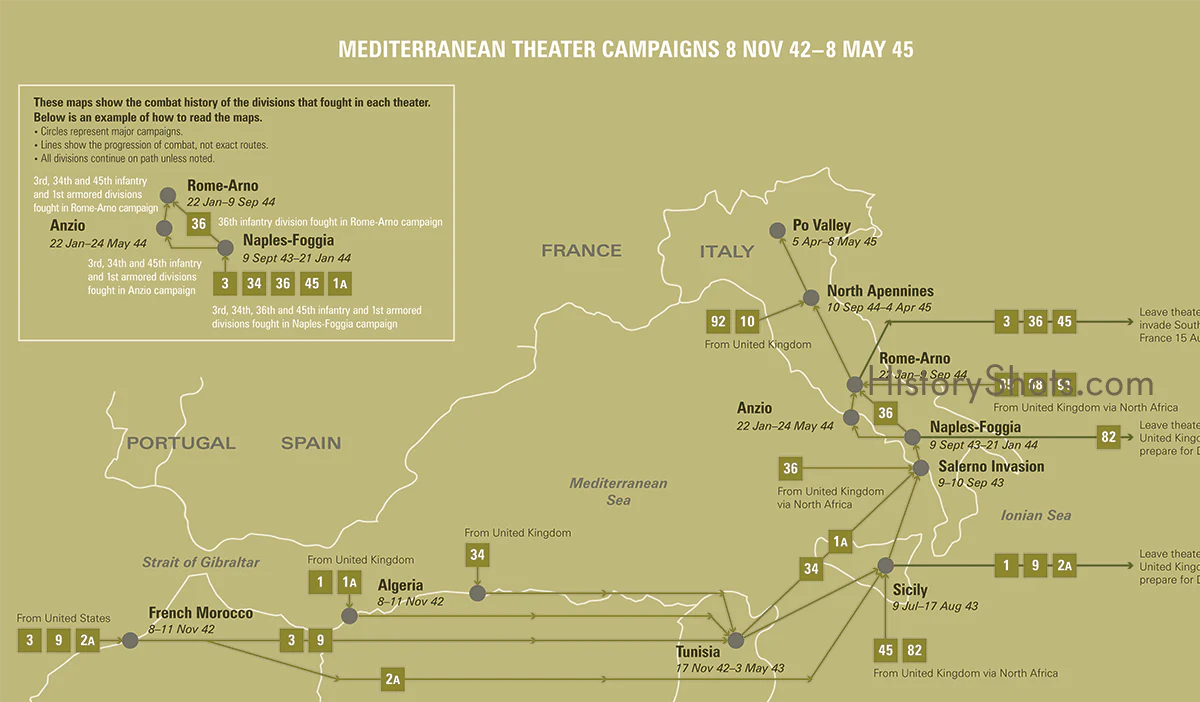 MEDITERRANEAN THEATER CAMPAIGNS 8 NOV 42–8 MAY 45
These maps show the combat history of the divisions that fought in each theater.
Below is an example of how to read the maps.
• Circles represent major campaigns.
• Lines show the progression of combat, not exact routes.
• All divisions continue on path unless noted.
3rd, 34th and 45th infantry
and 1st armored divisions
fought in Rome-Arno campaign
Rome-Arno
22 Jan–9 Sep 44
Anzio
22 Jan–24 May 44
36
36th infantry division fought in Rome-Arno campaign
Naples-Foggia
9 Sept 43–21 Jan 44
3rd, 34th and 45th infantry
and 1st armored divisions
fought in Anzio campaign
3 34 36 45 1A
3rd, 34th, 36th and 45th infantry and 1st armored
divisions fought in Naples-Foggia campaign
FRANCE
ITALY
Po Valley
5 Apr–8 May 45
North Apennines
10 Sep 44–4 Apr 45
92 10
From United Kingdom
3 36 45
Leave theate
invade South
France 15 Au
Rome-Arno
22 Jan–9 Sep 44
HistoryShots.com
From United Kingdom via North Africa
Anzio
22 Jan–24 May 44
36
Naples-Foggia
9 Sept 43–21 Jan 44
82
Leave theate
United Kingd
prepare for D
PORTUGAL
SPAIN
Mediterranean
Sea
36
From United Kingdom
via North Africa
Salerno Invasion
9–10 Sep 43
Ionian Sea
Strait of Gibraltar
From United Kingdom
1 1A
Algeria
8–11 Nov 42
From United Kingdom
34
1A
34
Sicily
9 Jul–17 Aug 43
1 9 2A
Leave theate
United Kingd
prepare for D
From United States
3 9 2A
French Morocco
8–11 Nov 42
3 9
2A
Tunisia
17 Nov 42–3 May 43
45 82
From United Kingdom via North Africa